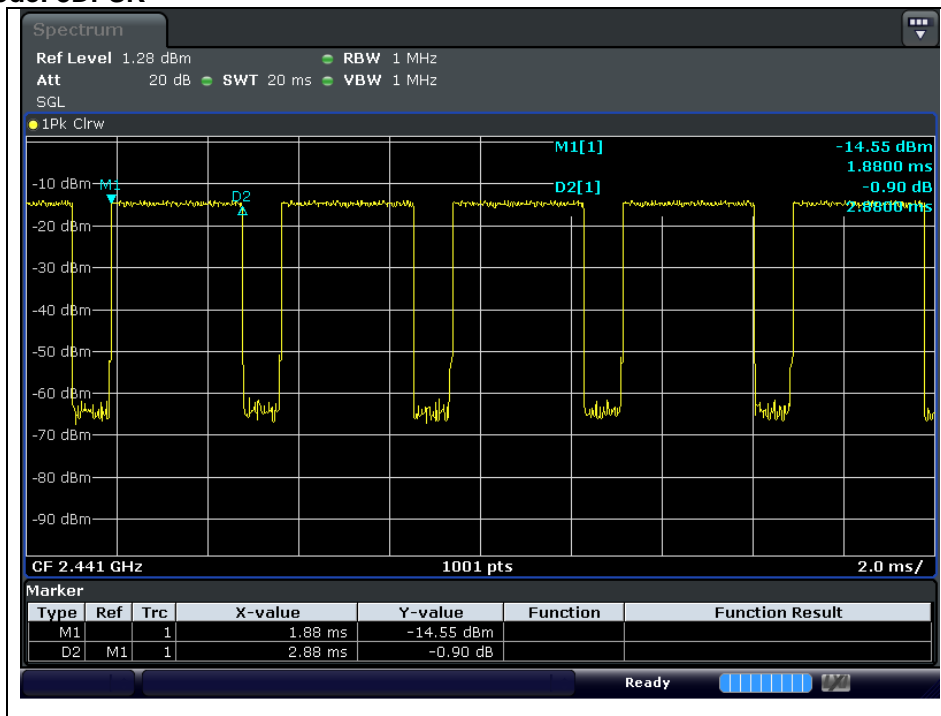 Spectrum
Ref Level 1.28 dBm RBW 1 MHz
Att 20 dB SWT 20 ms VBW 1 MHz
SGL
1Pk Clrw
M1[1] -14.55 dBm
1.8800 ms
D2[1] -0.90 dB
2.8800 ms
M1
D2
-10 dBm
-20 dBm
-30 dBm
-40 dBm
-50 dBm
-60 dBm
-70 dBm
-80 dBm
-90 dBm
CF 2.441 GHz 1001 pts 2.0 ms/
Marker
Type Ref Trc X-value Y-value Function Function Result
M1 1 1.88 ms -14.55 dBm
D2 M1 1 2.88 ms -0.90 dB
Ready